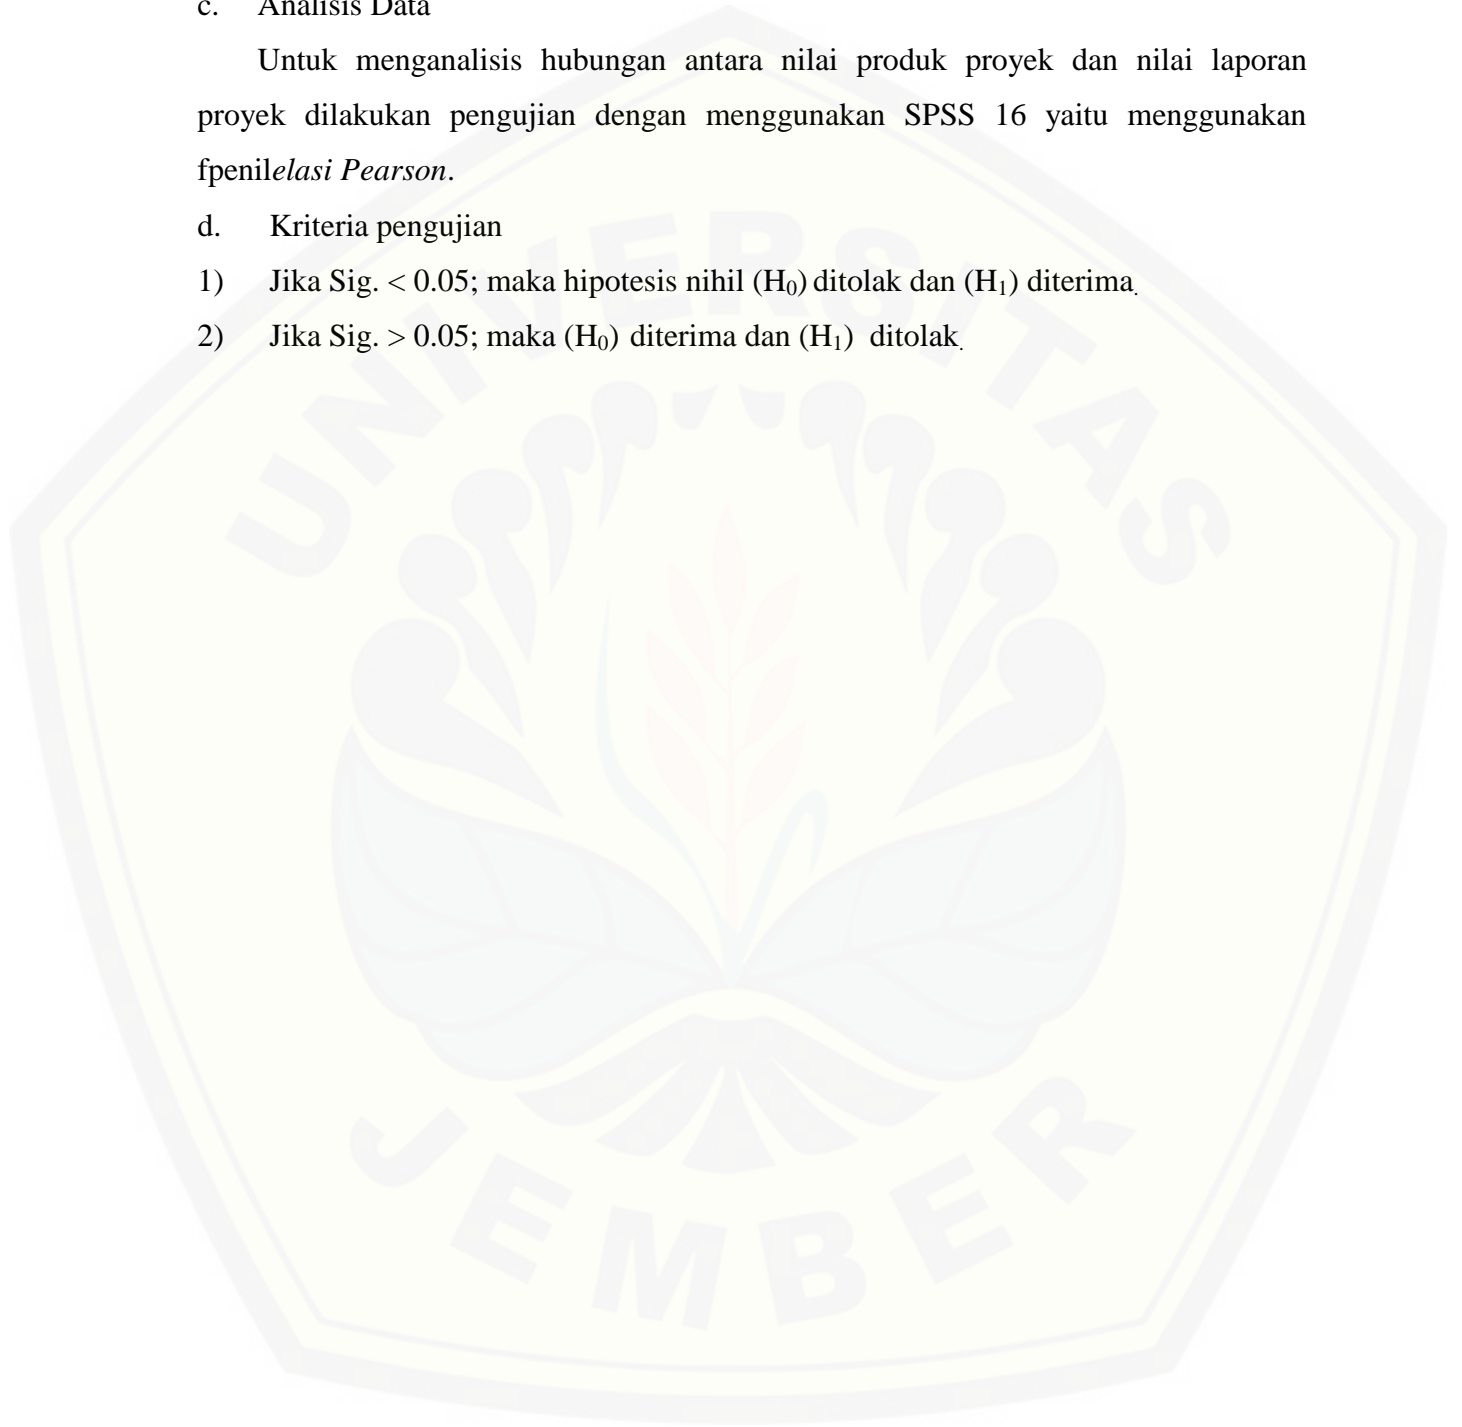 c. Analisis Data
Untuk menganalisis hubungan antara nilai produk proyek dan nilai laporan
proyek dilakukan pengujian dengan menggunakan SPSS 16 yaitu menggunakan
fpenilelasi Pearson.
d. Kriteria pengujian
1) Jika Sig. < 0.05; maka hipotesis nihil (H₀) ditolak dan (H₁) diterima.
2) Jika Sig. > 0.05; maka (H₀) diterima dan (H₁) ditolak.
UNIVERSITAS
JEMBER